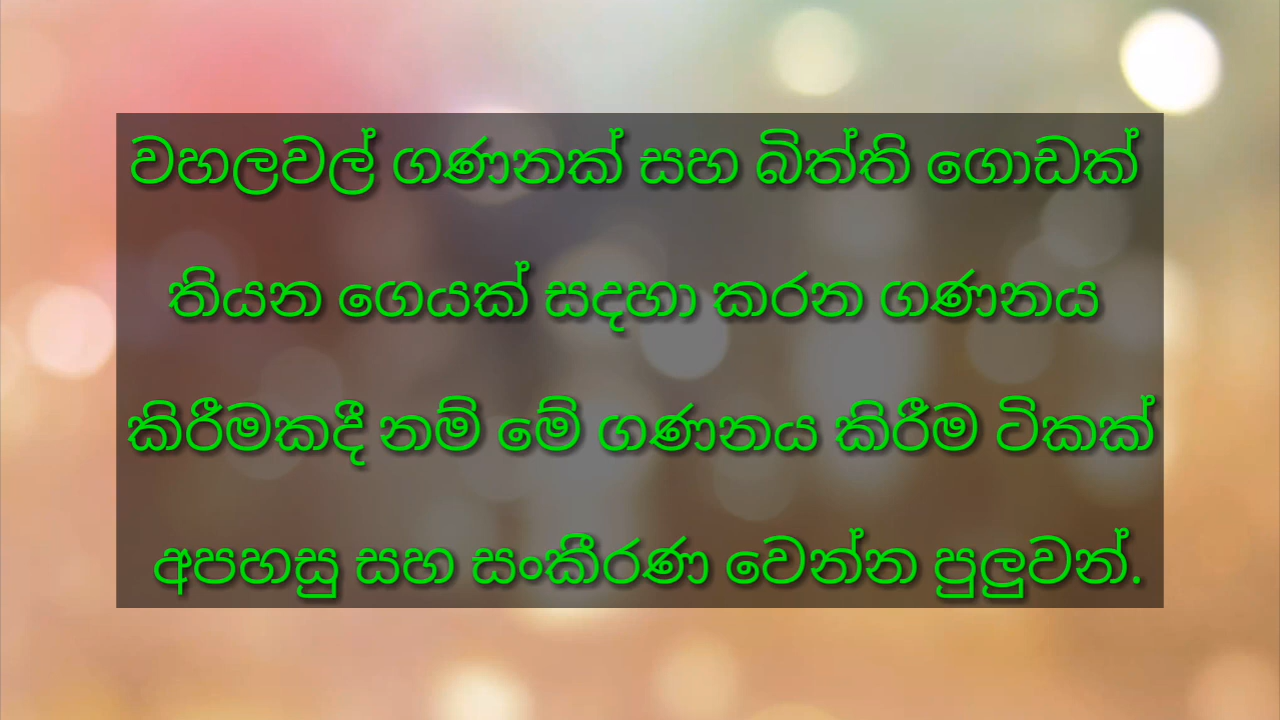 වහලවල් ගණනක් සහ බිත්ති ගොඩක්
තියන ගෙයක් සදහා කරන ගණනය
කිරීමකදී නම් මේ ගණනය කිරීම ටිකක්
අපහසු සහ සංකීරණ වෙන්න පුලුවන්.